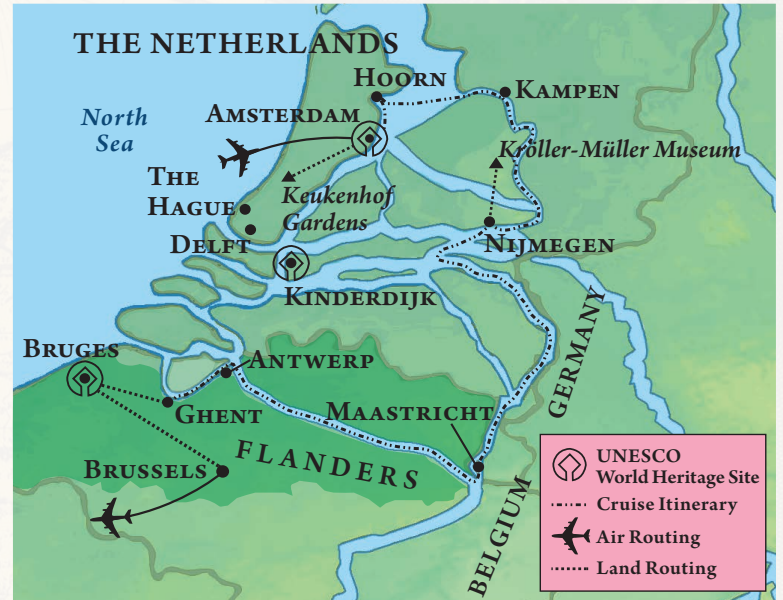 THE NETHERLANDS
HOORN
KAMPEN
AMSTERDAM
North
Sea
Kröller-Müller Museum
THE
HAGUE
Keukenhof
Gardens
DELFT
NIJMEGEN
KINDERDIJK
BRUGES
ANTWERP
GERMANY
GHENT
MAASTRICHT
FLANDERS
BRUSSELS
BELGIUM
UNESCO
World Heritage Site
Cruise Itinerary
Air Routing
Land Routing